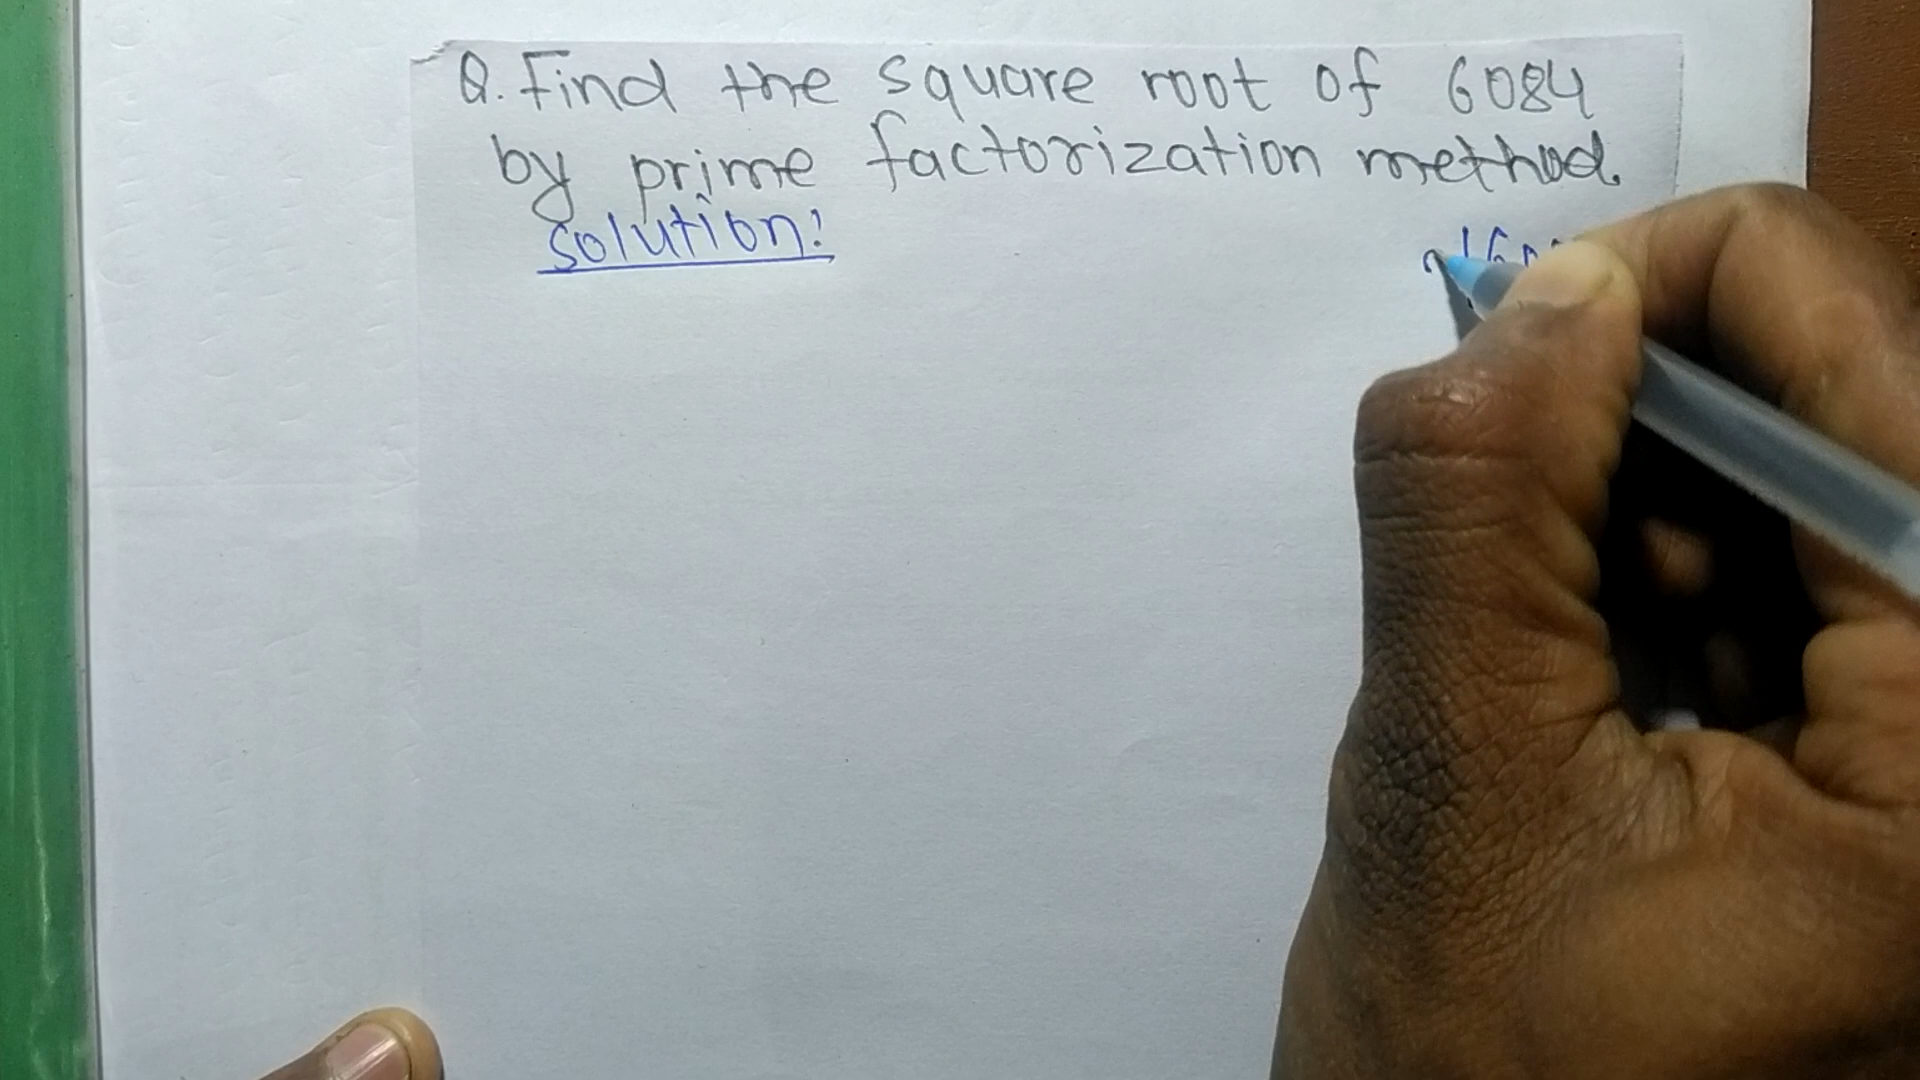 Q. Find the square root of 6084
by prime factorization method.
Solution: